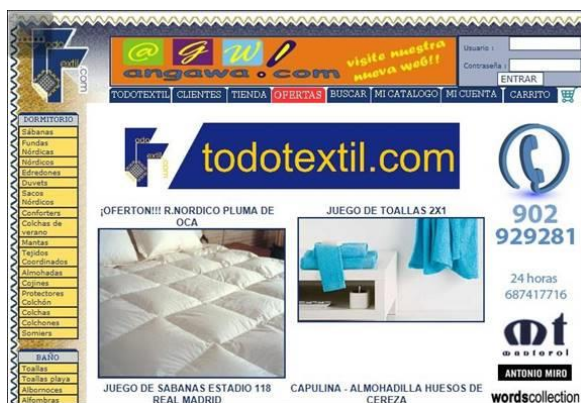 extil.com
@ G W !
angawa.com
visite nuestra
nueva web!!
Usuario :
Contraseña :
ENTRAR
TODOTEXTIL CLIENTES TIENDA OFERTAS BUSCAR MI CATALOGO MI CUENTA CARRITO
DORMITORIO
Sábanas
Fundas
Nórdicas
Nórdicos
Edredones
Duvets
Sacos
Nórdicos
Conforters
Colchas de
verano
Mantas
Tejidos
Coordinados
Almohadas
Cojines
Protectores
Colchón
Colchas
Colchones
Somiers
BAÑO
Toallas
Toallas playa
Albornoces
Alfombras
todotextil.com
¡OFERTON!!! R.NORDICO PLUMA DE
OCA
JUEGO DE TOALLAS 2X1
JUEGO DE SABANAS ESTADIO 118
REAL MADRID
CAPULINA - ALMOHADILLA HUESOS DE
CEREZA
902
929281
24 horas
687417716
mt
manterol
ANTONIO MIRO
wordscollection